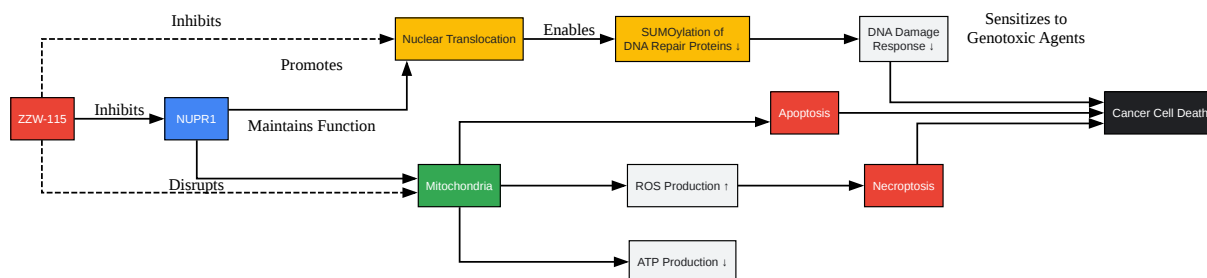 Inhibits
Sensitizes to
Genotoxic Agents
Nuclear Translocation
Enables
SUMOylation of
DNA Repair Proteins ↓
DNA Damage
Response ↓
Promotes
ZZW-115
Inhibits
NUPR1
Maintains Function
Apoptosis
Cancer Cell Death
Disrupts
Mitochondria
ROS Production ↑
Necroptosis
ATP Production ↓